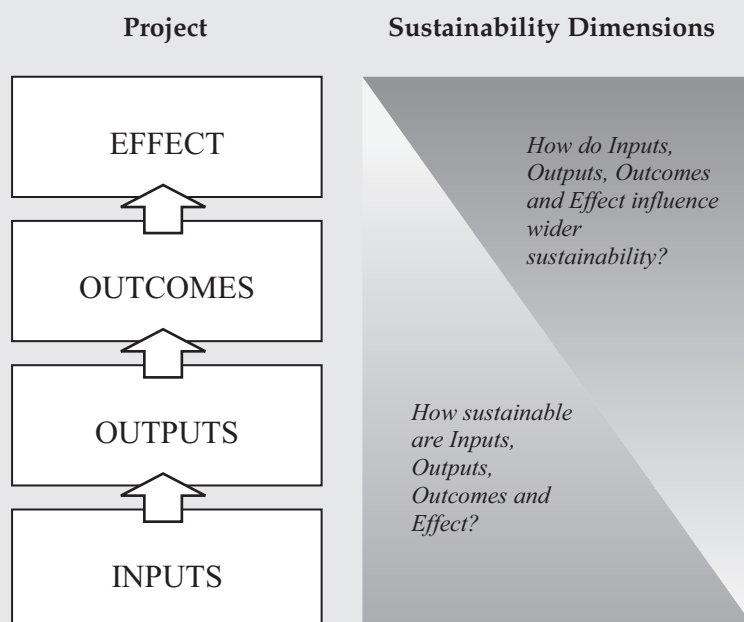 Project
Sustainability Dimensions
EFFECT
OUTCOMES
OUTPUTS
INPUTS
How do Inputs,
Outputs, Outcomes
and Effect influence
wider
sustainability?
How sustainable
are Inputs,
Outputs,
Outcomes and
Effect?